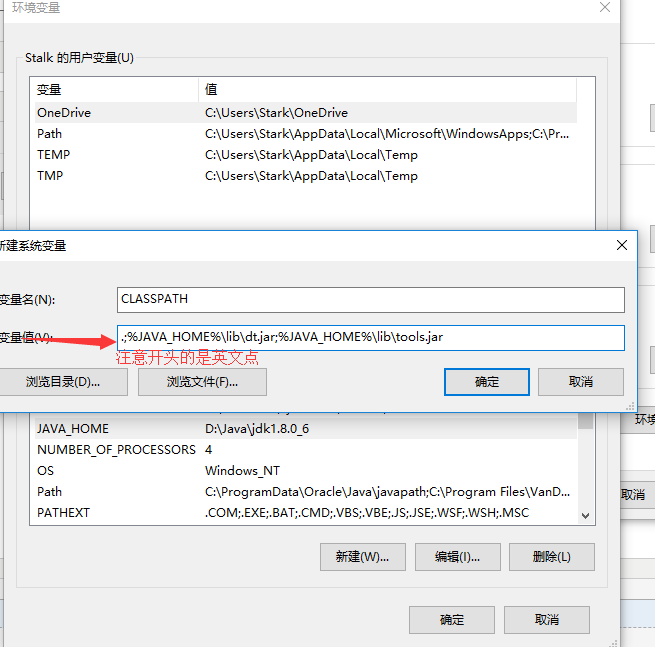 环境变量
Stalk 的用户变量(U)
变量 值
OneDrive C:\Users\Stark\OneDrive
Path C:\Users\Stark\AppData\Local\Microsoft\WindowsApps;C:\Pr...
TEMP C:\Users\Stark\AppData\Local\Temp
TMP C:\Users\Stark\AppData\Local\Temp
新建系统变量
变量名(N): CLASSPATH
变量值(V): .;%JAVA_HOME%\lib\dt.jar;%JAVA_HOME%\lib\tools.jar
注意开头的是英文点
浏览目录(D)... 浏览文件(F)... 确定 取消
JAVA_HOME D:\Java\jdk1.8.0_6
环境
NUMBER_OF_PROCESSORS 4
OS Windows_NT
Path C:\ProgramData\Oracle\Java\javapath;C:\Program Files\VanD...
取消
PATHEXT .COM;.EXE;.BAT;.CMD;.VBS;.VBE;.JS;.JSE;.WSF;.WSH;.MSC
新建(W)... 编辑(I)... 删除(L)
确定 取消